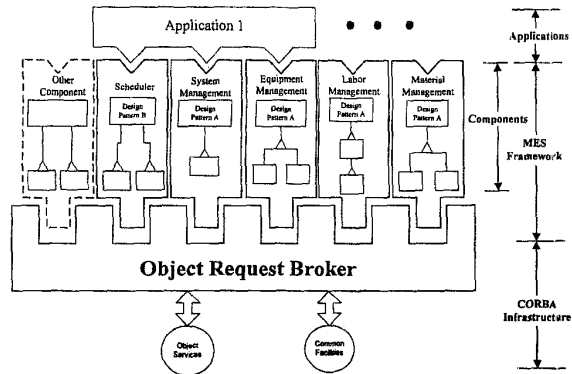 Application 1
Applications
Other
Component
Scheduler
Design
Pattern B
System
Management
Design
Pattern A
Equipment
Management
Design
Pattern A
Labor
Management
Design
Pattern A
Material
Management
Design
Pattern A
Components
MES
Framework
Object Request Broker
CORBA
Infrastructure
Object
Services
Common
Facilities